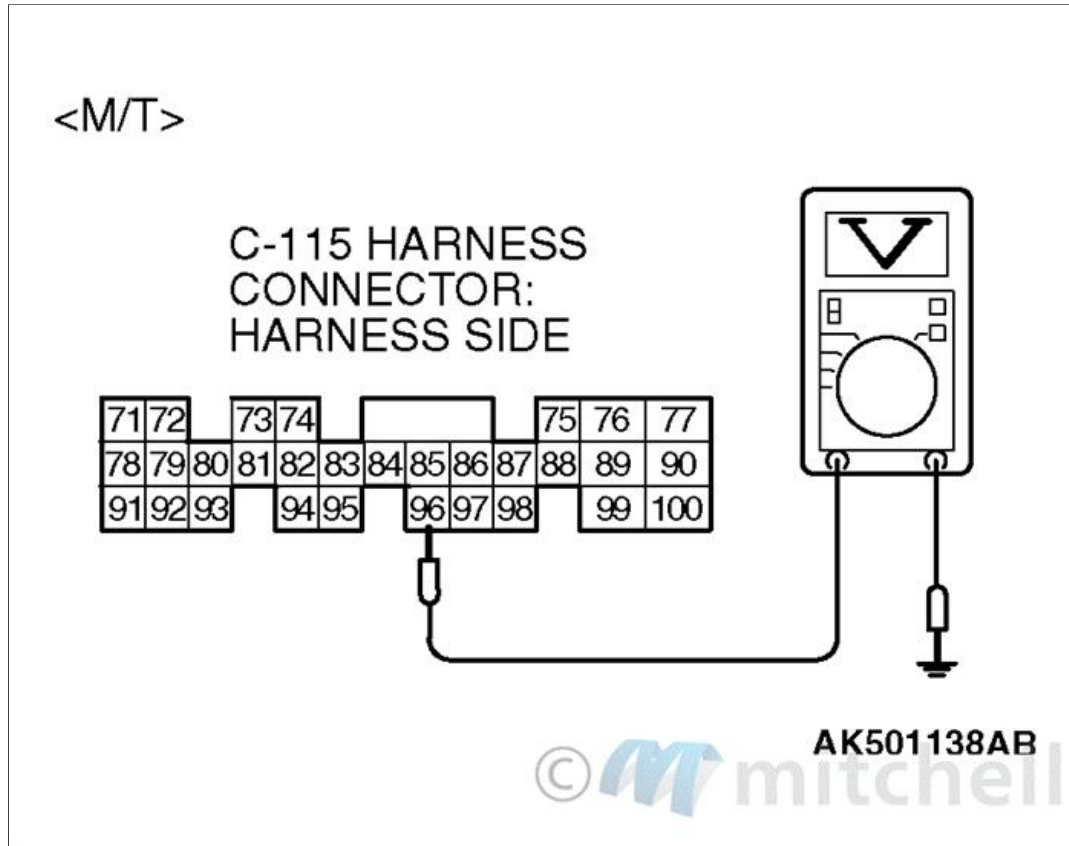 <M/T>
C-115 HARNESS
CONNECTOR:
HARNESS SIDE
V
71 72 73 74 75 76 77
78 79 80 81 82 83 84 85 86 87 88 89 90
91 92 93 94 95 96 97 98 99 100
AK501138AB
© mitchell